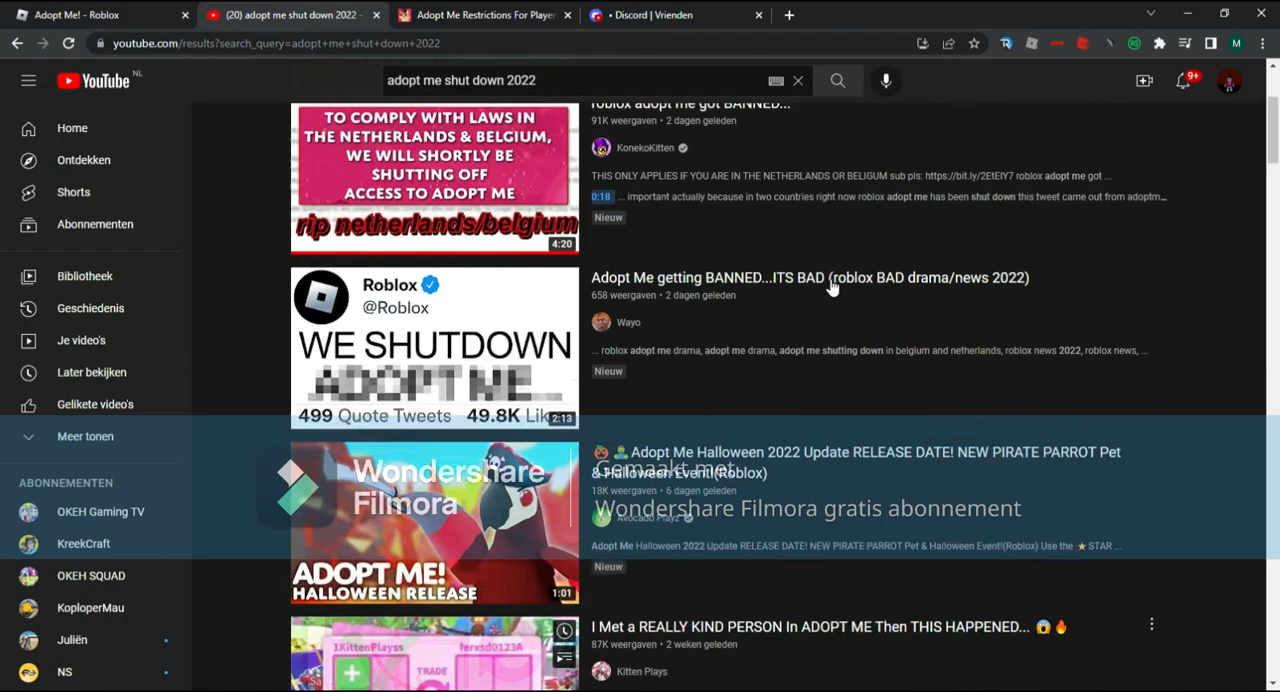 Adopt Me! - Roblox
(20) adopt me shut down 2022 -
Adopt Me Restrictions For Player
• Discord | Vrienden
youtube.com/results?search_query=adopt+me+shut+down+2022
M
YouTube NL
adopt me shut down 2022
9+
Home
Ontdekken
Shorts
Abonnementen
Bibliotheek
Geschiedenis
Je video's
Later bekijken
Gelikete video's
Meer tonen
ABONNEMENTEN
OKEH Gaming TV
KreekCraft
OKEH SQUAD
KoploperMau
Juliën
NS
TO COMPLY WITH LAWS IN
THE NETHERLANDS & BELGIUM,
WE WILL SHORTLY BE
SHUTTING OFF
ACCESS TO ADOPT ME
rip netherlands/belgium
4:20
roblox adopt me got BANNED...
91K weergaven • 2 dagen geleden
KonekoKitten
THIS ONLY APPLIES IF YOU ARE IN THE NETHERLANDS OR BELIGUM sub pls: https://bit.ly/2EtEIY7 roblox adopt me got ...
0:18 ... important actually because in two countries right now roblox adopt me has been shut down this tweet came out from adoptm...
Nieuw
Roblox
@Roblox
WE SHUTDOWN
ADOPT ME...
499 Quote Tweets 49.8K Lik
2:13
Adopt Me getting BANNED...ITS BAD (roblox BAD drama/news 2022)
658 weergaven • 2 dagen geleden
Wayo
... roblox adopt me drama, adopt me drama, adopt me shutting down in belgium and netherlands, roblox news 2022, roblox news, ...
Nieuw
Wondershare
Filmora
Gemaakt met
Wondershare Filmora gratis abonnement
ADOPT ME!
HALLOWEEN RELEASE
1:01
🎃 🧟‍♂️ Adopt Me Halloween 2022 Update RELEASE DATE! NEW PIRATE PARROT Pet
& Halloween Event!(Roblox)
18K weergaven • 6 dagen geleden
Avocado Playz
Adopt Me Halloween 2022 Update RELEASE DATE! NEW PIRATE PARROT Pet & Halloween Event!(Roblox) Use the ⭐STAR ...
Nieuw
1KittenPlayss
ferxsd0123A
TRADE
I Met a REALLY KIND PERSON In ADOPT ME Then THIS HAPPENED... 😱🔥
87K weergaven • 2 weken geleden
Kitten Plays